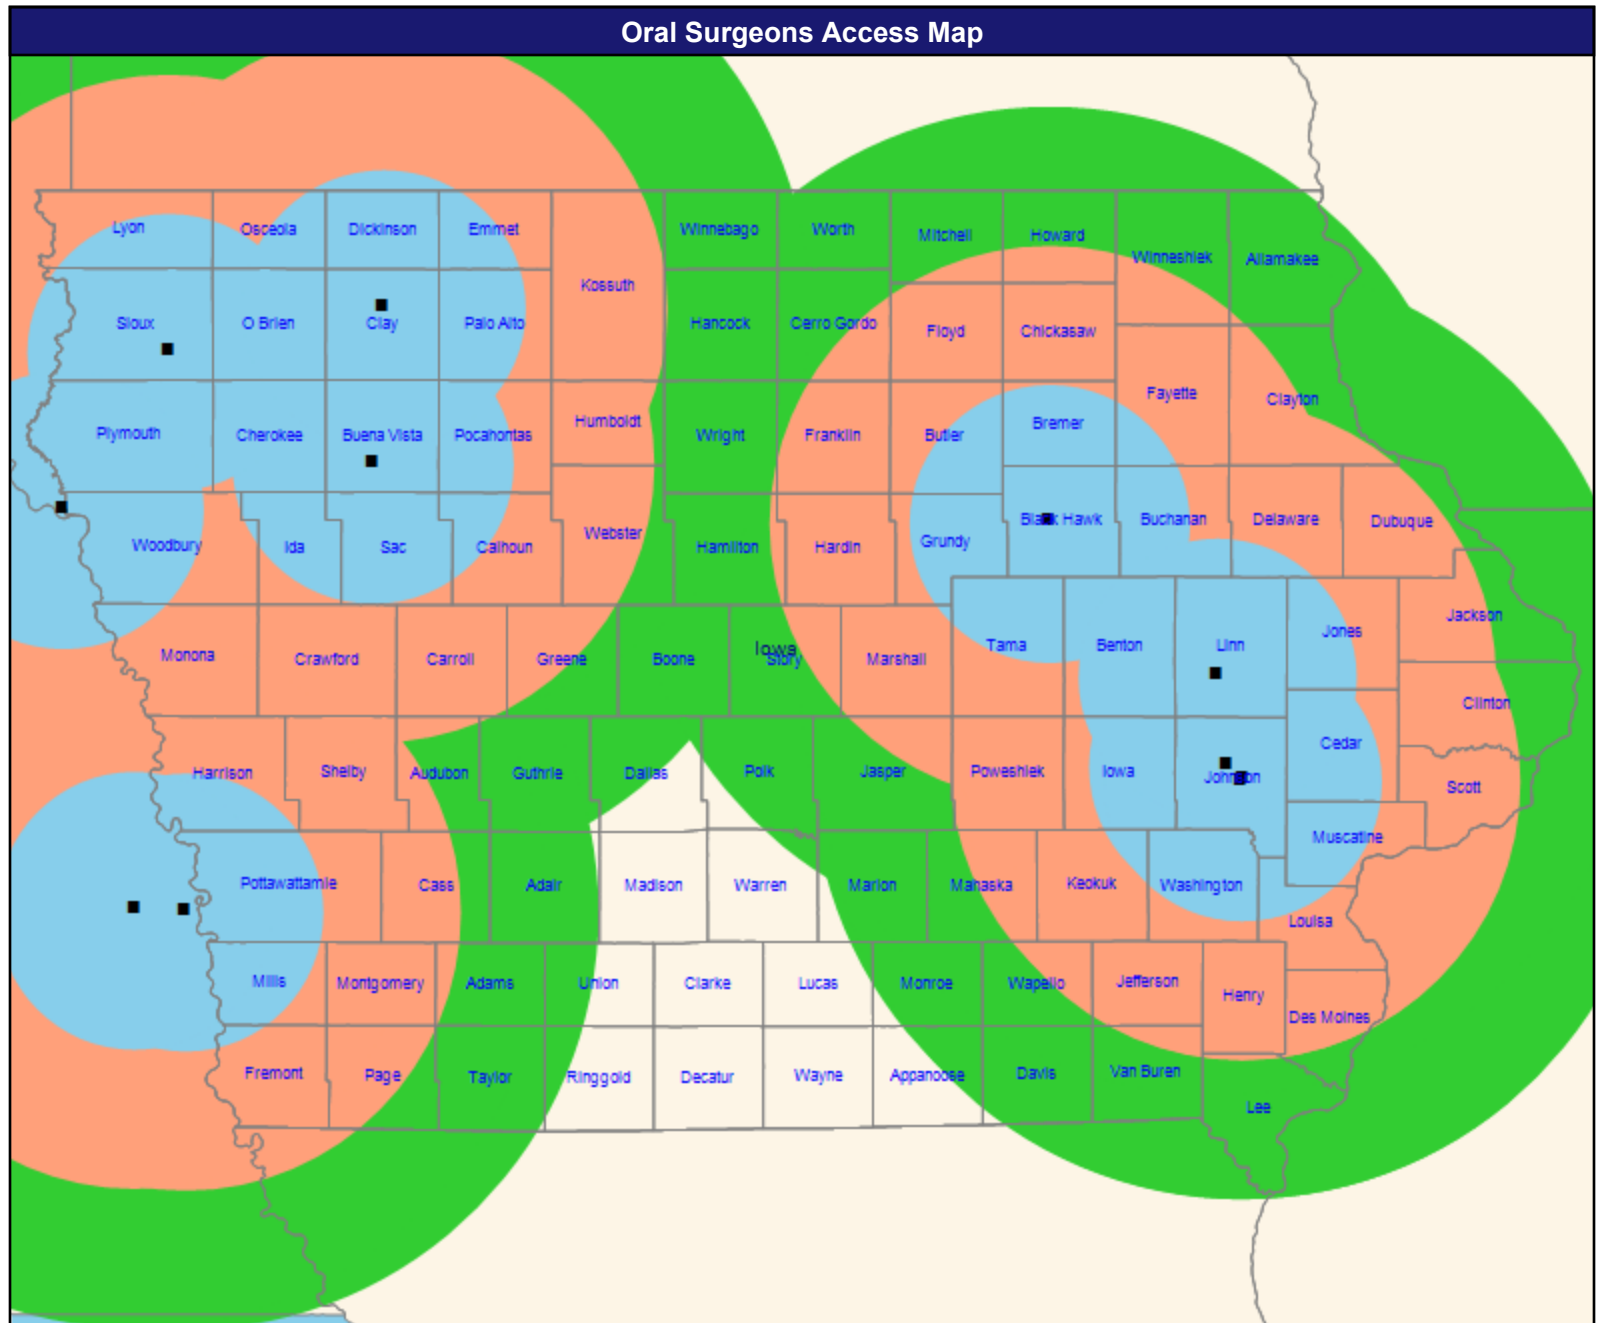 Oral Surgeons Access Map
Lyon
Osceola
Dickinson
Emmet
Winnebago
Worth
Mitchell
Howard
Winneshiek
Allamakee
Kossuth
Sioux
O Brien
Clay
Palo Alto
Hancock
Cerro Gordo
Floyd
Chickasaw
Fayette
Clayton
Plymouth
Cherokee
Buena Vista
Pocahontas
Humboldt
Wright
Franklin
Butler
Bremer
Woodbury
Ida
Sac
Calhoun
Webster
Hamilton
Hardin
Grundy
Black Hawk
Buchanan
Delaware
Dubuque
Monona
Crawford
Carroll
Greene
Boone
Iowa
Story
Marshall
Tama
Benton
Linn
Jones
Jackson
Clinton
Harrison
Shelby
Audubon
Guthrie
Dallas
Polk
Jasper
Poweshiek
Iowa
Johnson
Cedar
Scott
Muscatine
Pottawattamie
Cass
Adair
Madison
Warren
Marion
Mahaska
Keokuk
Washington
Louisa
Mills
Montgomery
Adams
Union
Clarke
Lucas
Monroe
Wapello
Jefferson
Henry
Des Moines
Fremont
Page
Taylor
Ringgold
Decatur
Wayne
Appanoose
Davis
Van Buren
Lee